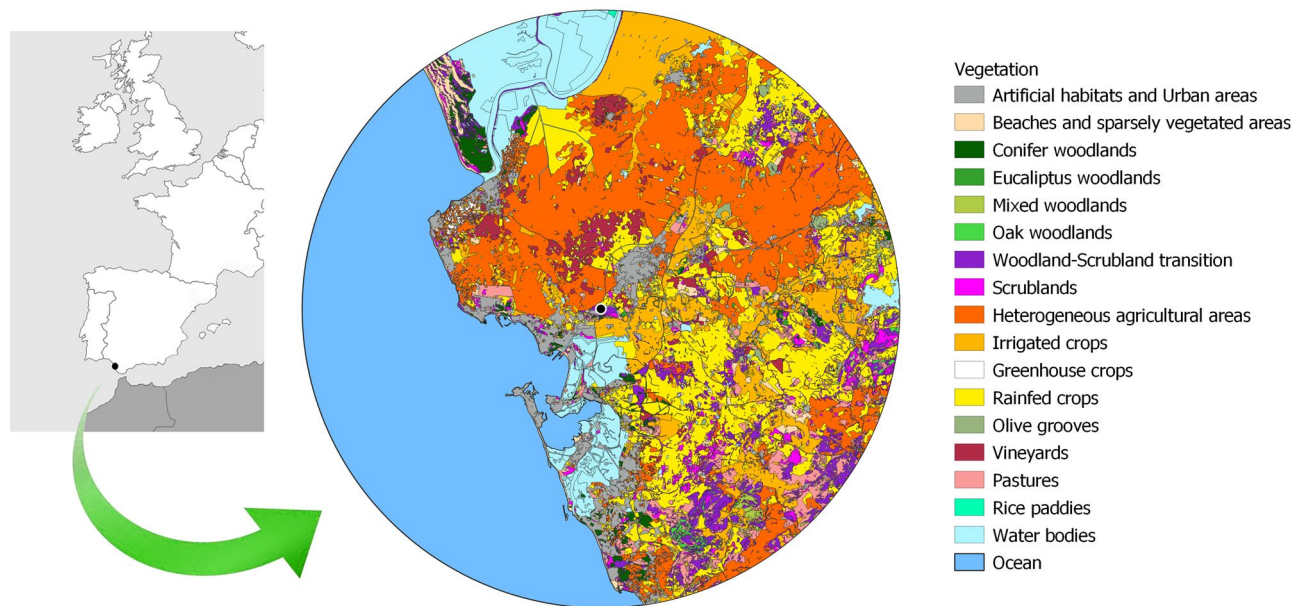 Vegetation
Artificial habitats and Urban areas
Beaches and sparsely vegetated areas
Conifer woodlands
Eucaliptus woodlands
Mixed woodlands
Oak woodlands
Woodland-Scrubland transition
Scrublands
Heterogeneous agricultural areas
Irrigated crops
Greenhouse crops
Rainfed crops
Olive grooves
Vineyards
Pastures
Rice paddies
Water bodies
Ocean